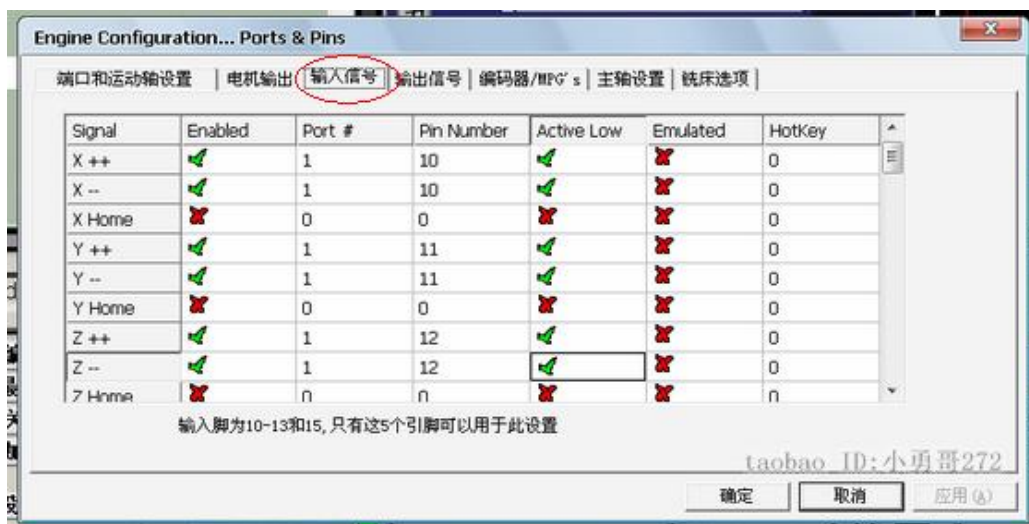 Engine Configuration... Ports & Pins
端口和运动轴设置 电机输出 输入信号 输出信号 编码器/MPG's 主轴设置 铣床选项
Signal Enabled Port # Pin Number Active Low Emulated HotKey
X ++ 1 10 0
X -- 1 10 0
X Home 0 0 0
Y ++ 1 11 0
Y -- 1 11 0
Y Home 0 0 0
Z ++ 1 12 0
Z -- 1 12 0
Z Home 0 0 0
输入脚为10-13和15,只有这5个引脚可以用于此设置
taobao ID:小勇哥272
确定 取消 应用(A)